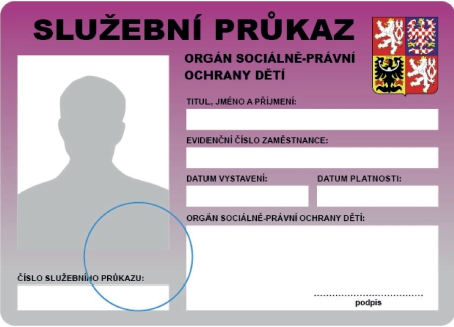 SLUŽEBNÍ PRŮKAZ
ORGÁN SOCIÁLNĚ-PRÁVNÍ
OCHRANY DĚTÍ
TITUL, JMÉNO A PŘÍJMENÍ:
EVIDENČNÍ ČÍSLO ZAMĚSTNANCE:
DATUM VYSTAVENÍ:
DATUM PLATNOSTI:
ORGÁN SOCIÁLNĚ-PRÁVNÍ OCHRANY DĚTÍ:
ČÍSLO SLUŽEBNÍHO PRŮKAZU:
podpis